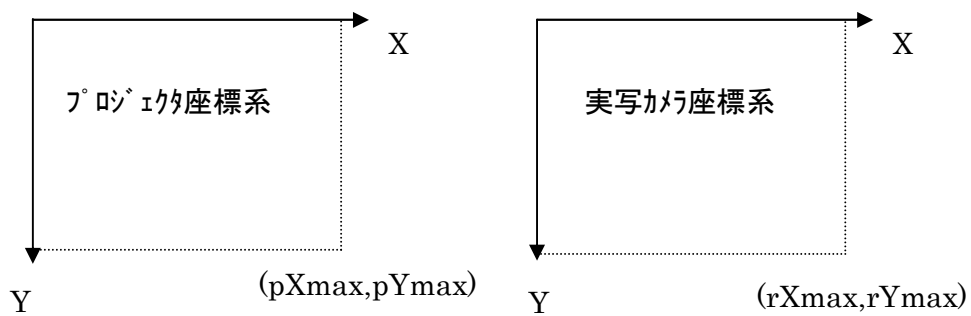 X
ﾌﾟﾛｼﾞｪｸﾀ座標系
Y
(pXmax,pYmax)
X
実写ｶﾒﾗ座標系
Y
(rXmax,rYmax)